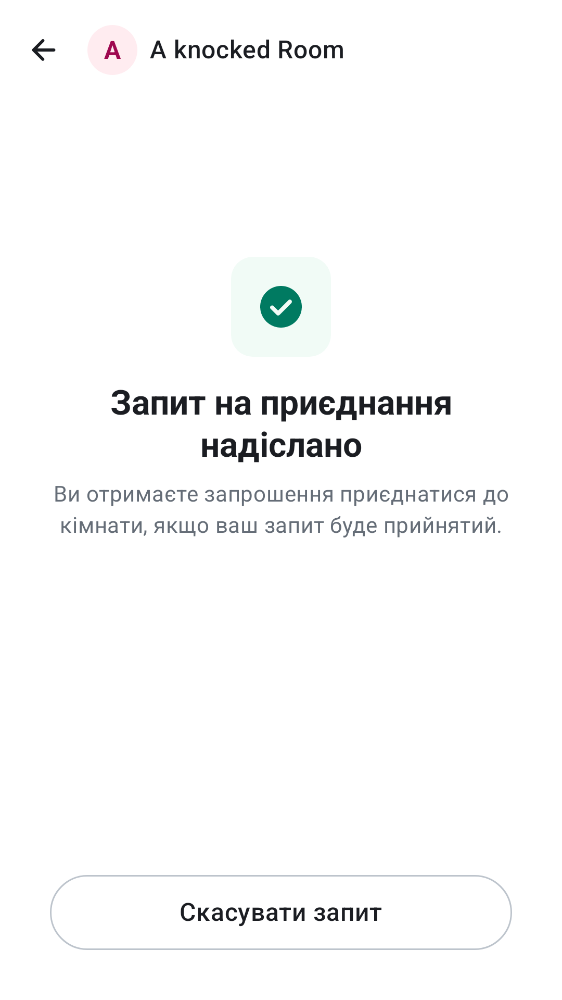 A
A knocked Room
Запит на приєднання
надіслано
Ви отримаєте запрошення приєднатися до
кімнати, якщо ваш запит буде прийнятий.
Скасувати запит